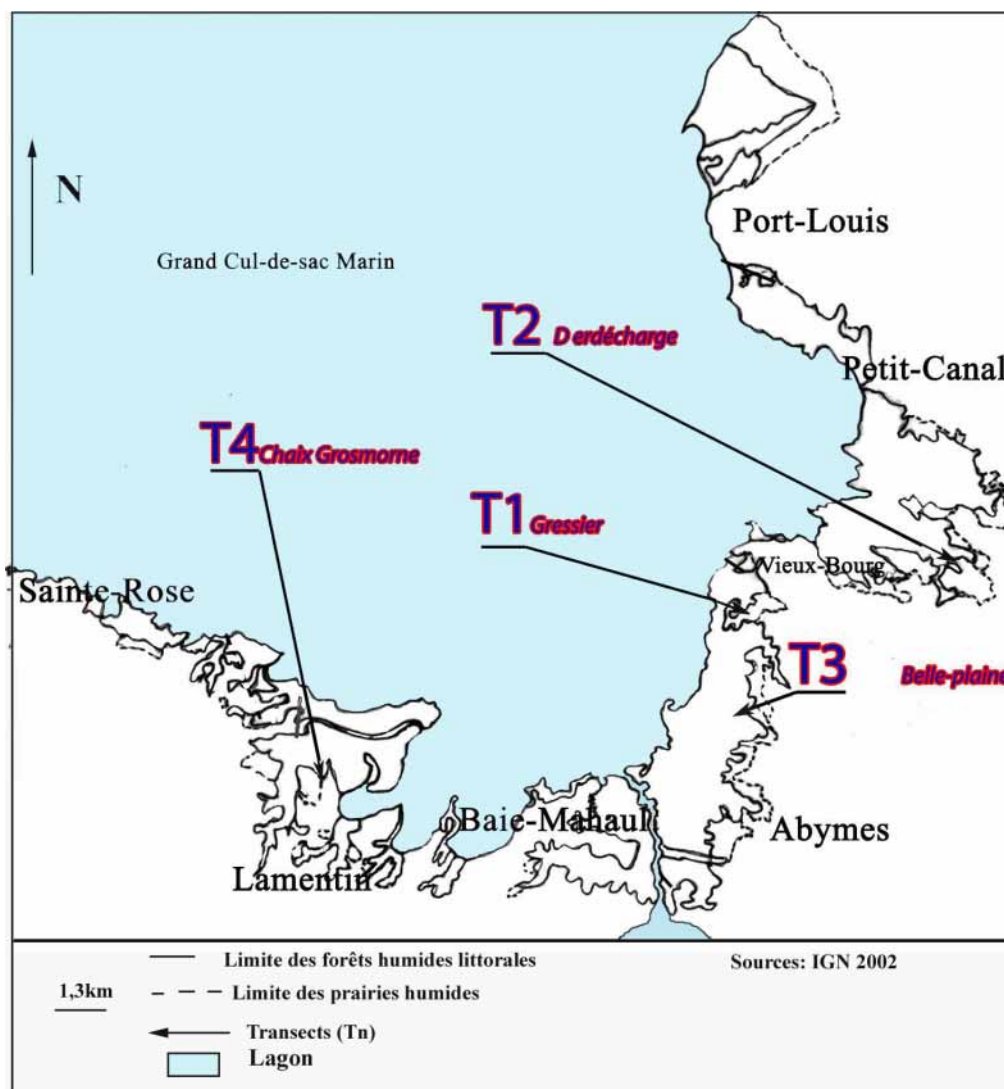 N
Port-Louis
Grand Cul-de-sac Marin
T2 Derdécharge
Petit-Canal
T4 Chaix Grosmorne
T1 Gressier
Vieux-Bourg
Sainte-Rose
T3
Belle-plaine
Baie-Mahaul
Abymes
Lamentin
Limite des forêts humides littorales
Sources: IGN 2002
1,3km
Limite des prairies humides
Transects (Tn)
Lagon